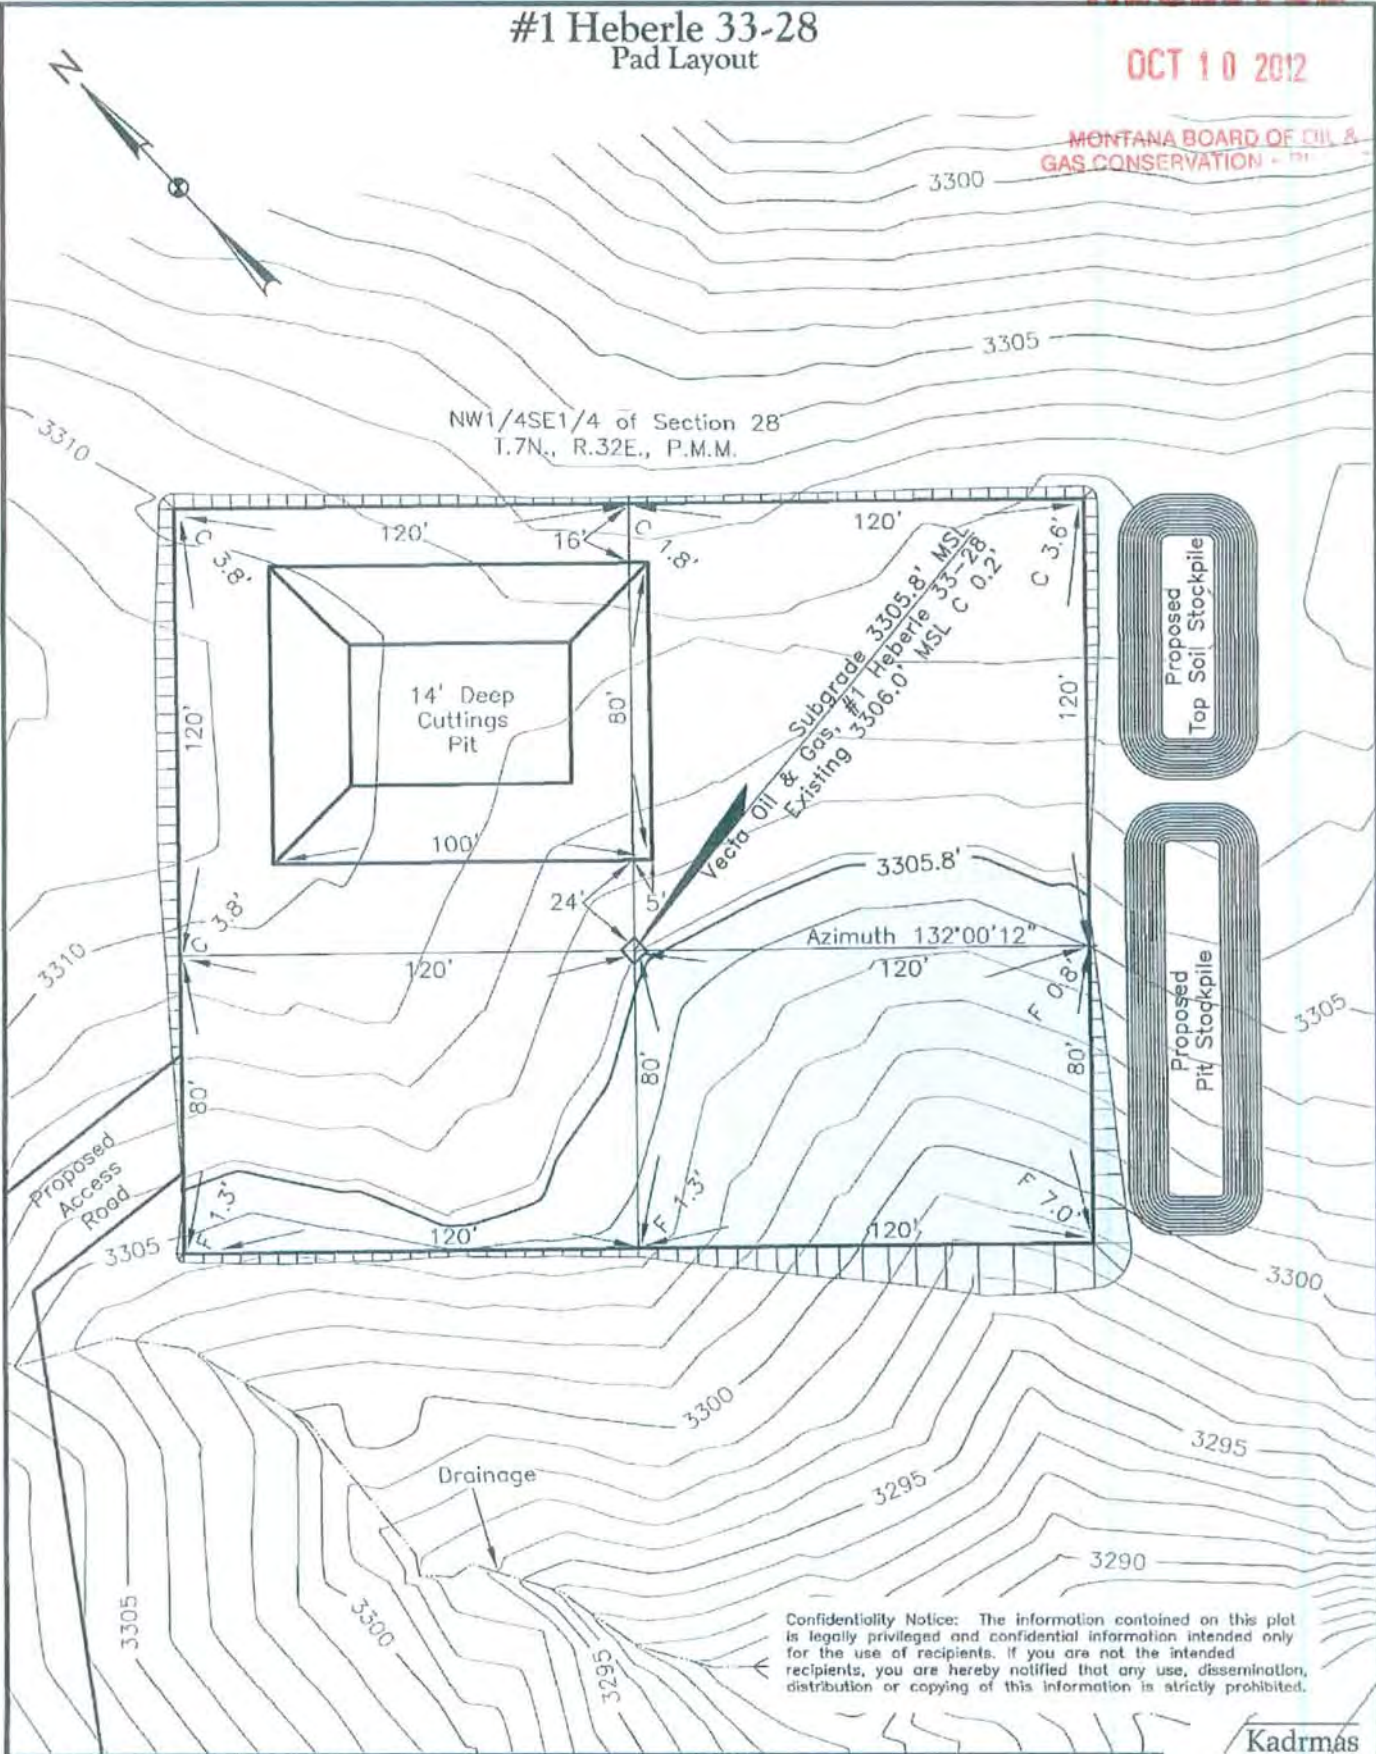 #1 Heberle 33-28
Pad Layout
OCT 10 2012
MONTANA BOARD OF OIL &
GAS CONSERVATION -
N
3300
3305
NW1/4SE1/4 of Section 28
T.7N., R.32E., P.M.M.
3310
120'
16'
120'
C 3.8'
C 1.8'
C 3.6'
Subgrade 3305.8' MSL
Vecta Oil & Gas, #1 Heberle 33-28
Existing 3306.0' MSL C 0.2'
Proposed
Top Soil Stockpile
14' Deep
Cuttings
Pit
80'
120'
120'
100'
3305.8'
C 3.8'
24'
5'
Azimuth 132°00'12"
3310
120'
120'
F 0.8'
Proposed
Pit Stockpile
3305
80'
80'
80'
Proposed
Access
Road
F 1.3'
F 1.3'
F 7.0'
3305
120'
120'
3300
3300
3295
3295
Drainage
3290
3305
3300
3295
Confidentiality Notice: The information contained on this plat
is legally privileged and confidential information intended only
for the use of recipients. If you are not the intended
recipients, you are hereby notified that any use, dissemination,
distribution or copying of this information is strictly prohibited.
Kadrmas